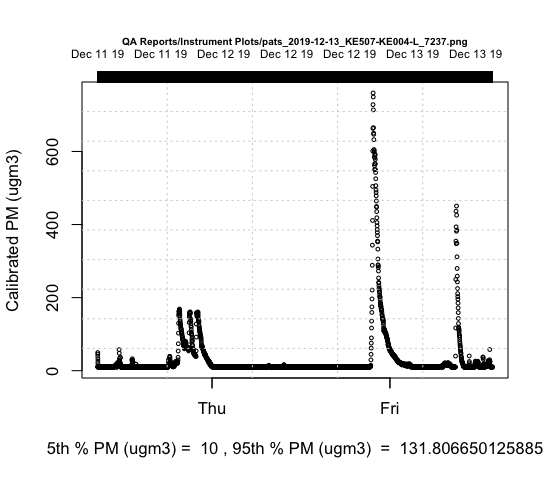 QA Reports/Instrument Plots/pats_2019-12-13_KE507-KE004-L_7237.png
Dec 11 19 Dec 11 19 Dec 12 19 Dec 12 19 Dec 12 19 Dec 13 19 Dec 13 19
Calibrated PM (ugm3)
600
400
200
0
Thu Fri
5th % PM (ugm3) = 10 , 95th % PM (ugm3) = 131.806650125885